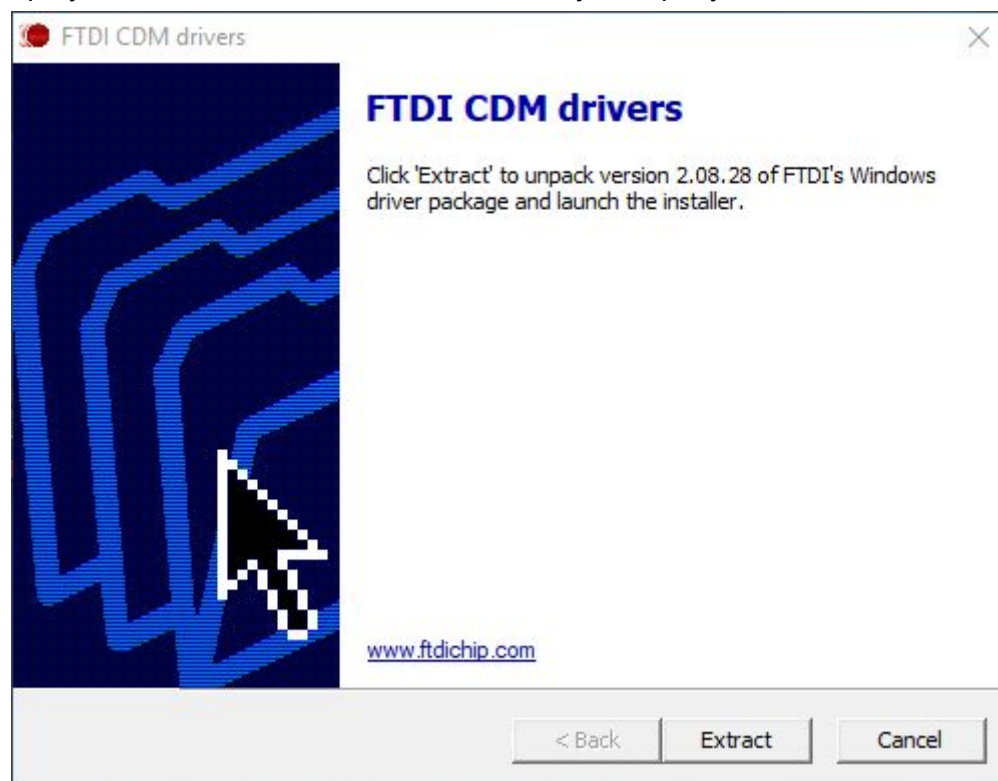 FTDI CDM drivers
FTDI CDM drivers
Click 'Extract' to unpack version 2.08.28 of FTDI's Windows
driver package and launch the installer.
www.ftdichip.com
< Back
Extract
Cancel